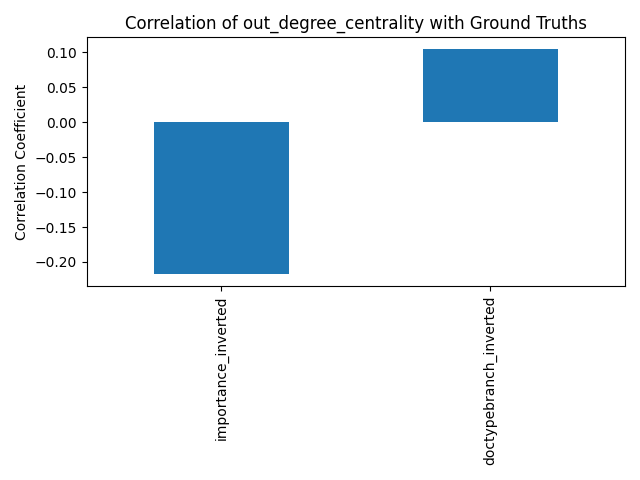 Correlation of out_degree_centrality with Ground Truths
Correlation Coefficient
0.10
0.05
0.00
−0.05
−0.10
−0.15
−0.20
importance_inverted
doctypebranch_inverted